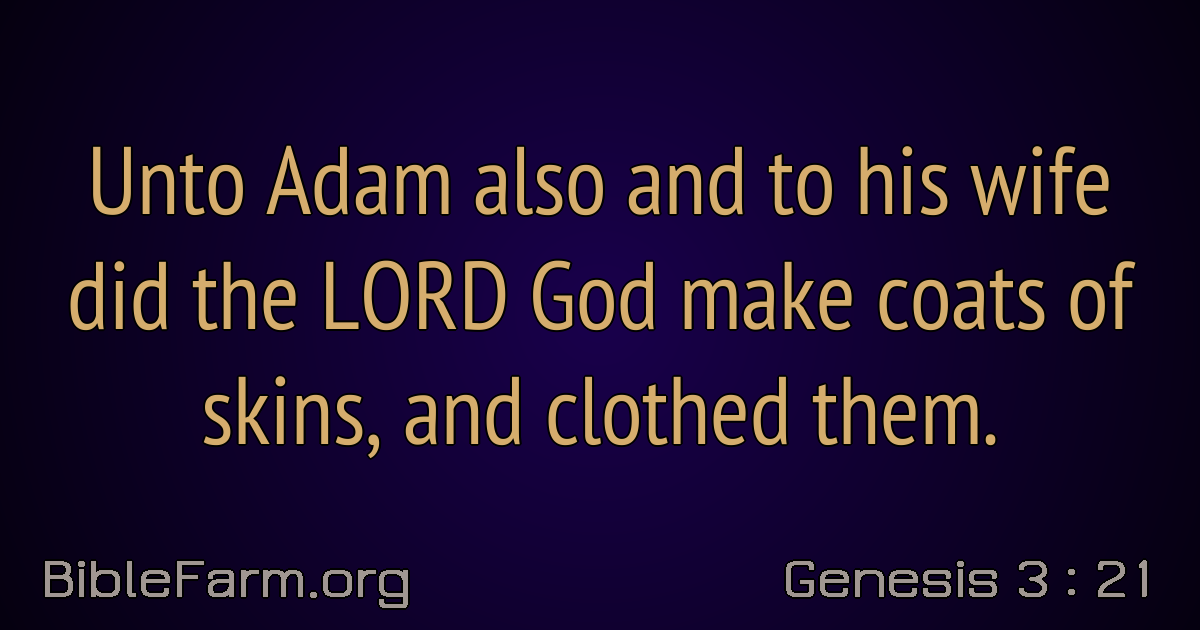 Unto Adam also and to his wife
did the LORD God make coats of
skins, and clothed them.
BibleFarm.org
Genesis 3 : 21